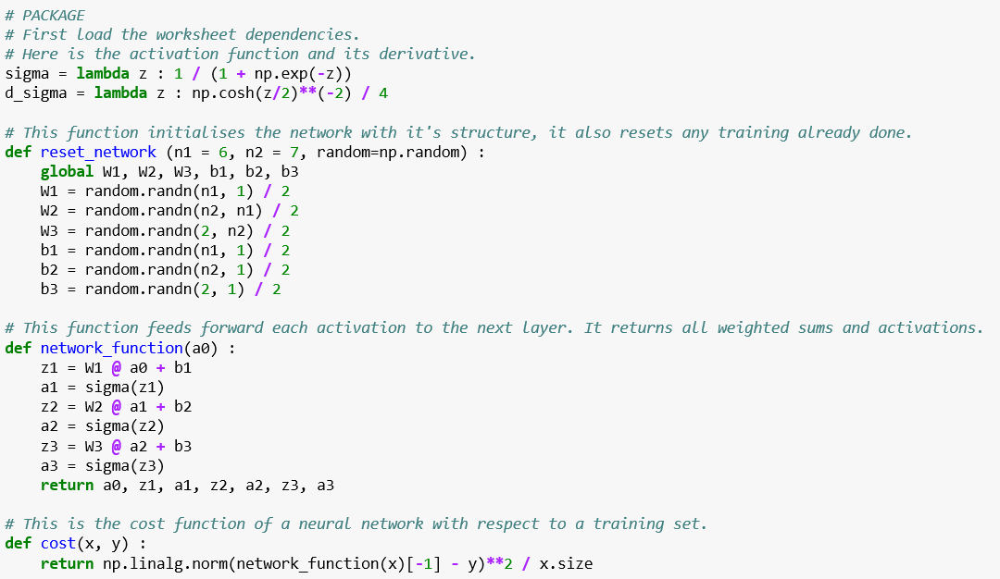 # PACKAGE
# First load the worksheet dependencies.
# Here is the activation function and its derivative.
sigma = lambda z : 1 / (1 + np.exp(-z))
d_sigma = lambda z : np.cosh(z/2)**(-2) / 4

# This function initialises the network with it's structure, it also resets any training already done.
def reset_network (n1 = 6, n2 = 7, random=np.random) :
    global W1, W2, W3, b1, b2, b3
    W1 = random.randn(n1, 1) / 2
    W2 = random.randn(n2, n1) / 2
    W3 = random.randn(2, n2) / 2
    b1 = random.randn(n1, 1) / 2
    b2 = random.randn(n2, 1) / 2
    b3 = random.randn(2, 1) / 2

# This function feeds forward each activation to the next layer. It returns all weighted sums and activations.
def network_function(a0) :
    z1 = W1 @ a0 + b1
    a1 = sigma(z1)
    z2 = W2 @ a1 + b2
    a2 = sigma(z2)
    z3 = W3 @ a2 + b3
    a3 = sigma(z3)
    return a0, z1, a1, z2, a2, z3, a3

# This is the cost function of a neural network with respect to a training set.
def cost(x, y) :
    return np.linalg.norm(network_function(x)[-1] - y)**2 / x.size